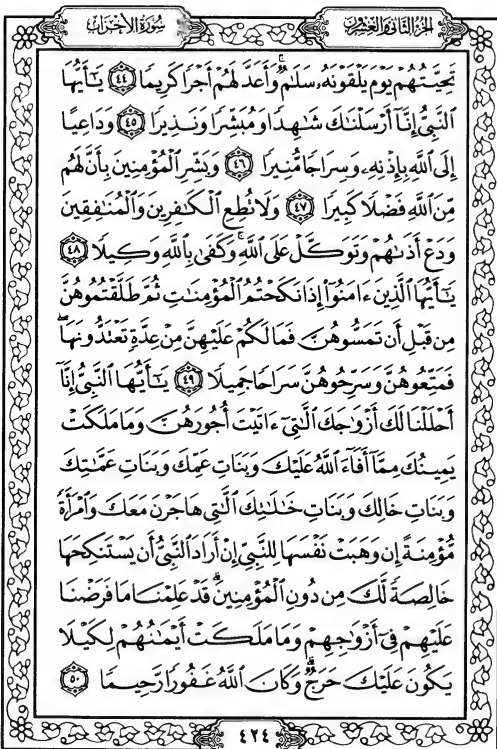 الجزء الثاني والعشرون
سورة الأحزاب
تَحِيَّتُهُمْ يَوْمَ يَلْقَوْنَهُۥ سَلَٰمٌۚ وَأَعَدَّ لَهُمْ أَجْرًا كَرِيمًا ٤٤ يَٰٓأَيُّهَا
ٱلنَّبِىُّ إِنَّآ أَرْسَلْنَٰكَ شَٰهِدًا وَمُبَشِّرًا وَنَذِيرًا ٤٥ وَدَاعِيًا
إِلَى ٱللَّهِ بِإِذْنِهِۦ وَسِرَاجًا مُّنِيرًا ٤٦ وَبَشِّرِ ٱلْمُؤْمِنِينَ بِأَنَّ لَهُم
مِّنَ ٱللَّهِ فَضْلًا كَبِيرًا ٤٧ وَلَا تُطِعِ ٱلْكَٰفِرِينَ وَٱلْمُنَٰفِقِينَ
وَدَعْ أَذَىٰهُمْ وَتَوَكَّلْ عَلَى ٱللَّهِۚ وَكَفَىٰ بِٱللَّهِ وَكِيلًا ٤٨
يَٰٓأَيُّهَا ٱلَّذِينَ ءَامَنُوٓا۟ إِذَا نَكَحْتُمُ ٱلْمُؤْمِنَٰتِ ثُمَّ طَلَّقْتُمُوهُنَّ
مِن قَبْلِ أَن تَمَسُّوهُنَّ فَمَا لَكُمْ عَلَيْهِنَّ مِنْ عِدَّةٍ تَعْتَدُّونَهَاۖ
فَمَتِّعُوهُنَّ وَسَرِّحُوهُنَّ سَرَاحًا جَمِيلًا ٤٩ يَٰٓأَيُّهَا ٱلنَّبِىُّ إِنَّآ
أَحْلَلْنَا لَكَ أَزْوَٰجَكَ ٱلَّٰتِىٓ ءَاتَيْتَ أُجُورَهُنَّ وَمَا مَلَكَتْ
يَمِينُكَ مِمَّآ أَفَآءَ ٱللَّهُ عَلَيْكَ وَبَنَاتِ عَمِّكَ وَبَنَاتِ عَمَّٰتِكَ
وَبَنَاتِ خَالِكَ وَبَنَاتِ خَٰلَٰتِكَ ٱلَّٰتِى هَاجَرْنَ مَعَكَ وَٱمْرَأَةً
مُّؤْمِنَةً إِن وَهَبَتْ نَفْسَهَا لِلنَّبِىِّ إِنْ أَرَادَ ٱلنَّبِىُّ أَن يَسْتَنكِحَهَا
خَالِصَةً لَّكَ مِن دُونِ ٱلْمُؤْمِنِينَۗ قَدْ عَلِمْنَا مَا فَرَضْنَا
عَلَيْهِمْ فِىٓ أَزْوَٰجِهِمْ وَمَا مَلَكَتْ أَيْمَٰنُهُمْ لِكَيْلَا
يَكُونَ عَلَيْكَ حَرَجٌۗ وَكَانَ ٱللَّهُ غَفُورًا رَّحِيمًا ٥٠
٤٢٤